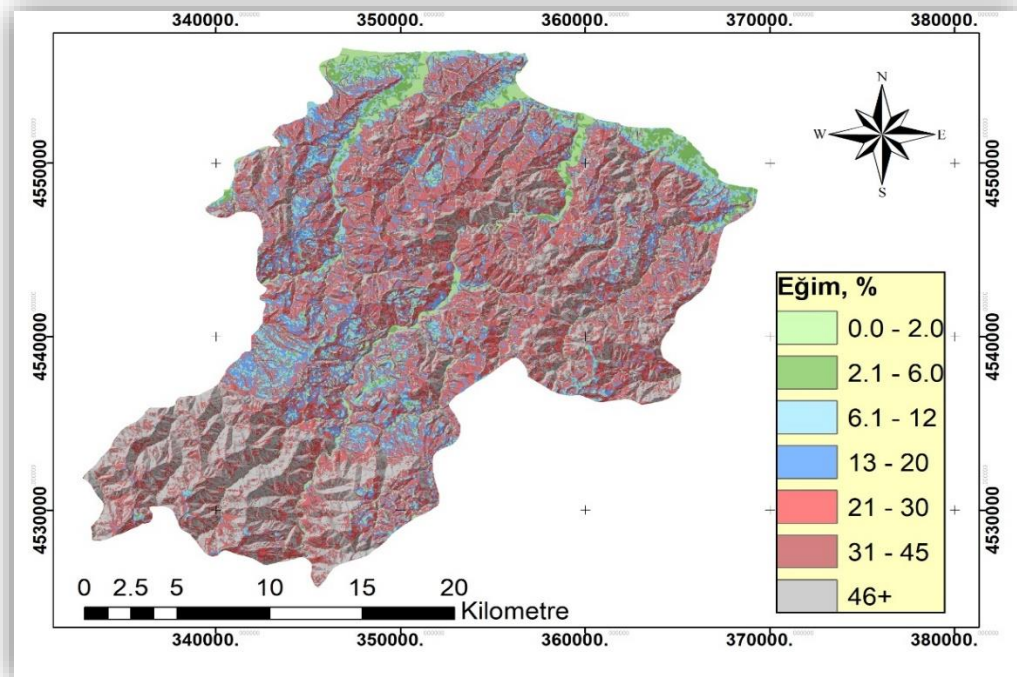 340000. 350000. 360000. 370000. 380000.
4550000 4550000
4540000 4540000
4530000 4530000
N
W E
S
Eğim, %
0.0 - 2.0
2.1 - 6.0
6.1 - 12
13 - 20
21 - 30
31 - 45
46+
0 2.5 5 10 15 20
Kilometre
340000. 350000. 360000. 370000. 380000.